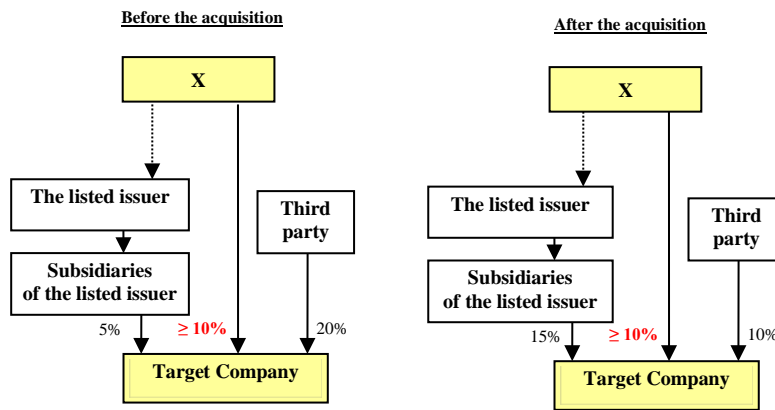 Before the acquisition
X
The listed issuer
Third
party
Subsidiaries
of the listed issuer
5%
≥ 10%
20%
Target Company
After the acquisition
X
The listed issuer
Third
party
Subsidiaries
of the listed issuer
15%
≥ 10%
10%
Target Company